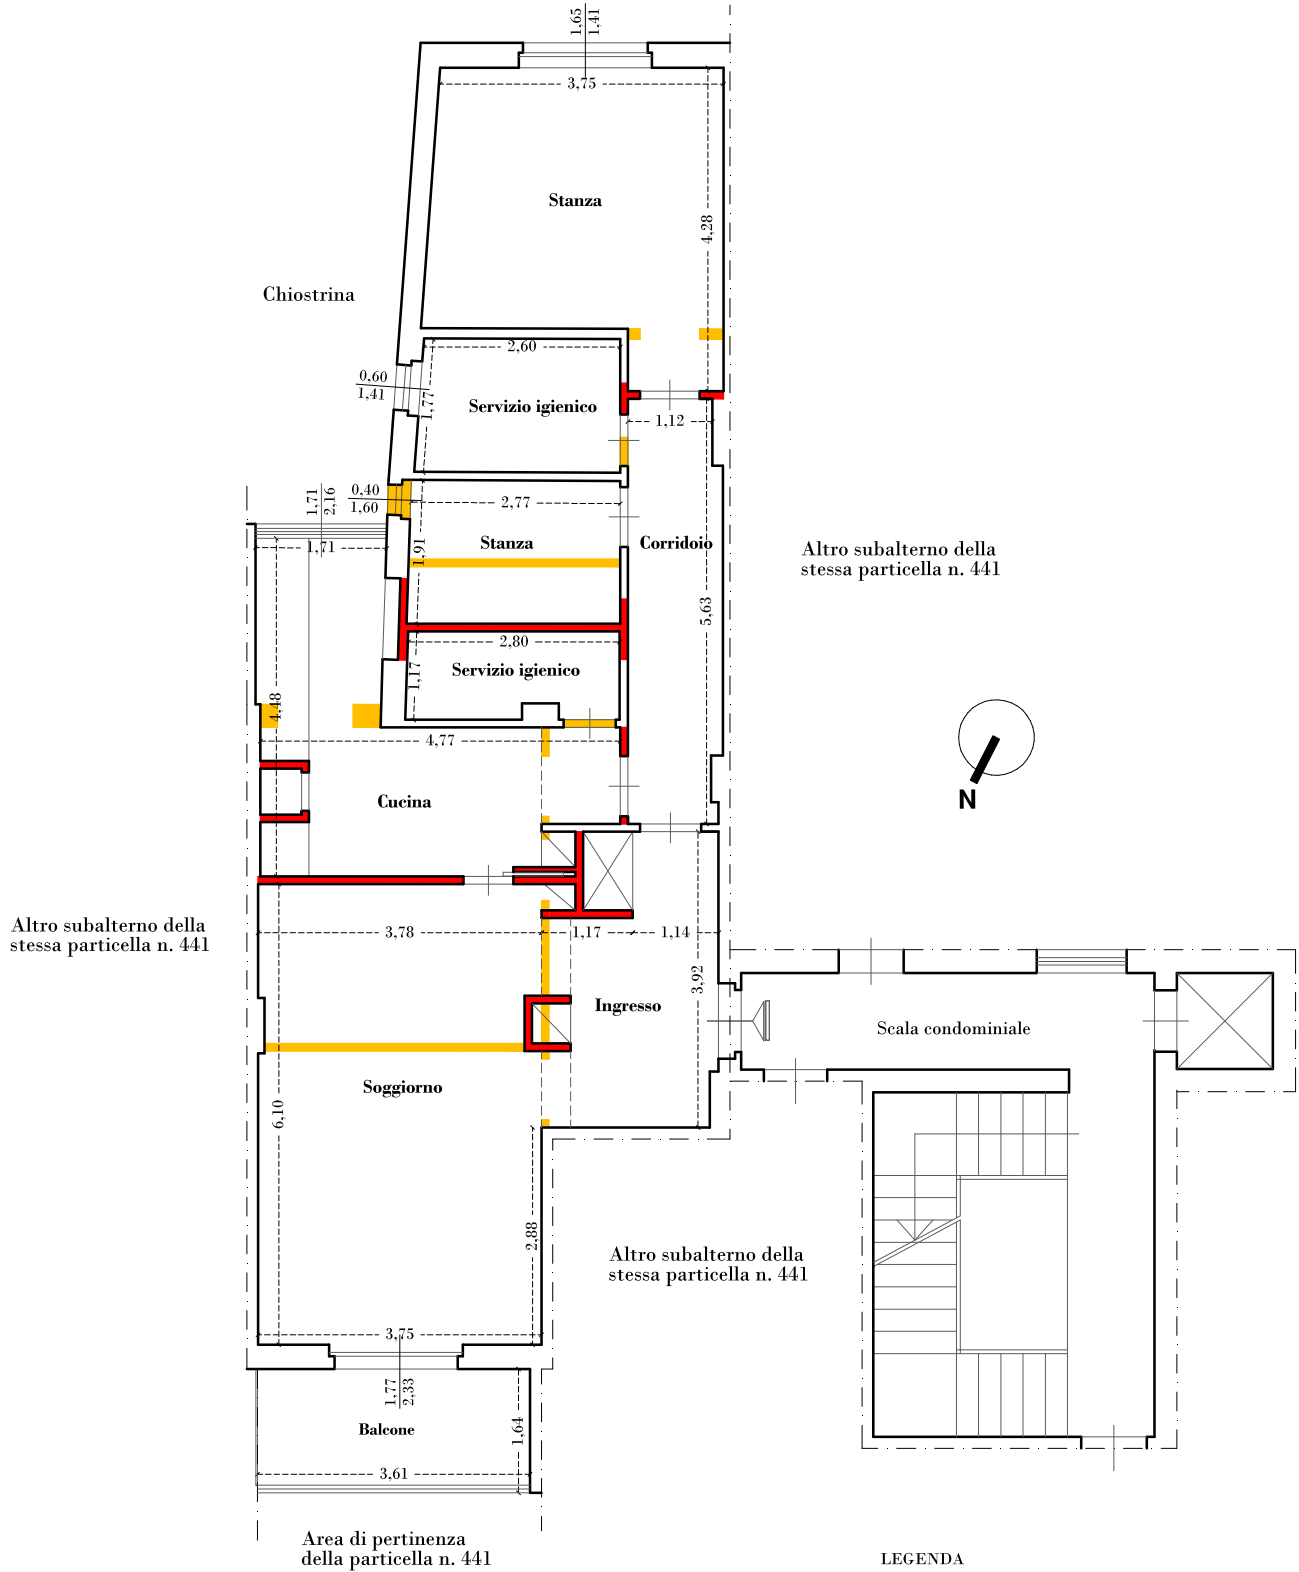 1,65
1,41
3,75
Stanza
4,28
Chiostrina
2,60
0,60
1,41
1,77
Servizio igienico
1,12
0,40
1,60
1,71
2,16
2,77
1,71
1,91
Stanza
Corridoio
Altro subalterno della
stessa particella n. 441
5,63
2,80
Servizio igienico
1,17
4,48
4,77
Cucina
N
Altro subalterno della
stessa particella n. 441
3,78
1,17
1,14
3,92
Ingresso
Scala condominiale
Soggiorno
6,10
2,88
Altro subalterno della
stessa particella n. 441
3,75
1,77
2,33
Balcone
1,64
3,61
Area di pertinenza
della particella n. 441
LEGENDA